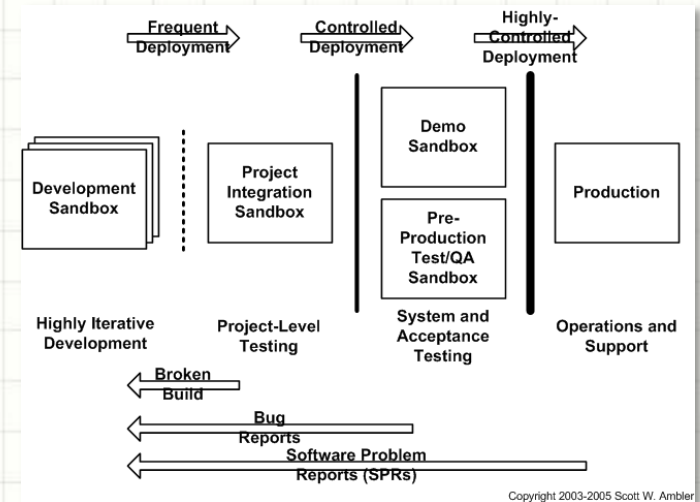 Frequent
Deployment
Controlled
Deployment
Highly-
Controlled
Deployment
Development
Sandbox
Project
Integration
Sandbox
Demo
Sandbox
Pre-
Production
Test/QA
Sandbox
Production
Highly Iterative
Development
Project-Level
Testing
System and
Acceptance
Testing
Operations and
Support
Broken
Build
Bug
Reports
Software Problem
Reports (SPRs)
Copyright 2003-2005 Scott W. Ambler